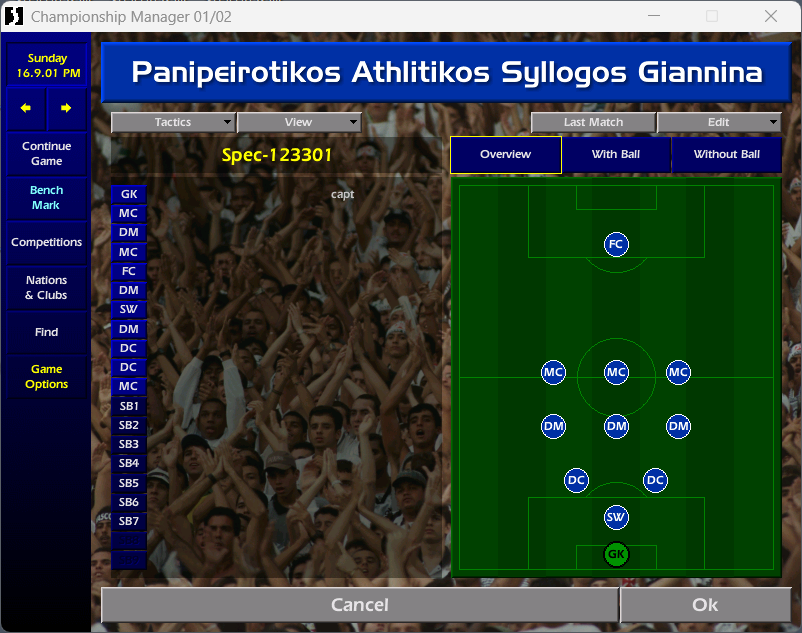 Championship Manager 01/02
Sunday
16.9.01 PM
Panipeirotikos Athlitikos Syllogos Giannina
Continue
Game
Bench
Mark
Competitions
Nations
& Clubs
Find
Game
Options
Tactics
View
Last Match
Edit
Spec-123301
Overview
With Ball
Without Ball
GK capt
MC
DM
MC
FC
DM
SW
DM
DC
DC
MC
SB1
SB2
SB3
SB4
SB5
SB6
SB7
FC
MC MC MC
DM DM DM
DC DC
SW
GK
Cancel
Ok